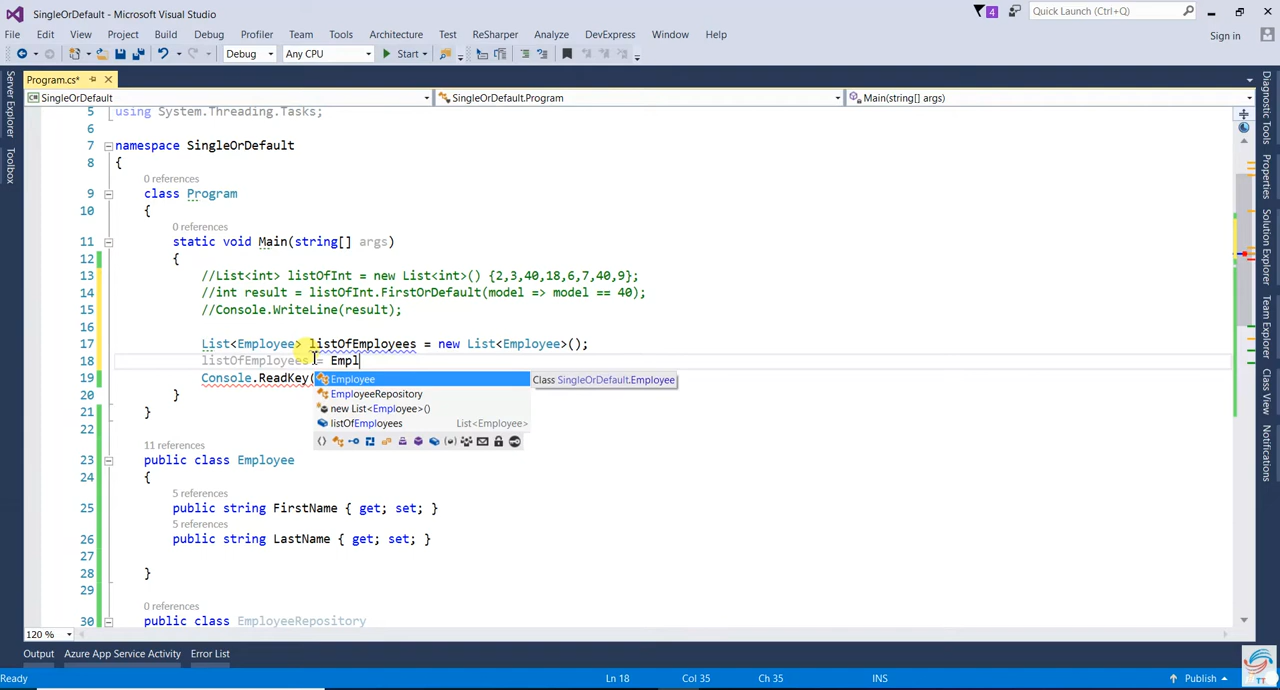 SingleOrDefault - Microsoft Visual Studio
4
Quick Launch (Ctrl+Q)
File Edit View Project Build Debug Profiler Team Tools Architecture Test ReSharper Analyze DevExpress Window Help
Sign in
Debug Any CPU Start
Server Explorer
Toolbox
Program.cs*
SingleOrDefault SingleOrDefault.Program Main(string[] args)
5 using System.Threading.Tasks;
6
7 namespace SingleOrDefault
8 {
0 references
9 class Program
10 {
0 references
11 static void Main(string[] args)
12 {
13 //List<int> listOfInt = new List<int>() {2,3,40,18,6,7,40,9};
14 //int result = listOfInt.FirstOrDefault(model => model == 40);
15 //Console.WriteLine(result);
16
17 List<Employee> listOfEmployees = new List<Employee>();
18 listOfEmployees = Empl
19 Console.ReadKey(
Employee
EmployeeRepository
new List<Employee>()
listOfEmployees List<Employee>
Class SingleOrDefault.Employee
20 }
21 }
22
11 references
23 public class Employee
24 {
5 references
25 public string FirstName { get; set; }
5 references
26 public string LastName { get; set; }
27
28 }
29
0 references
30 public class EmployeeRepository
120 %
Diagnostic Tools
Properties
Solution Explorer
Team Explorer
Class View
Notifications
Output Azure App Service Activity Error List
Ready Ln 18 Col 35 Ch 35 INS Publish
TT